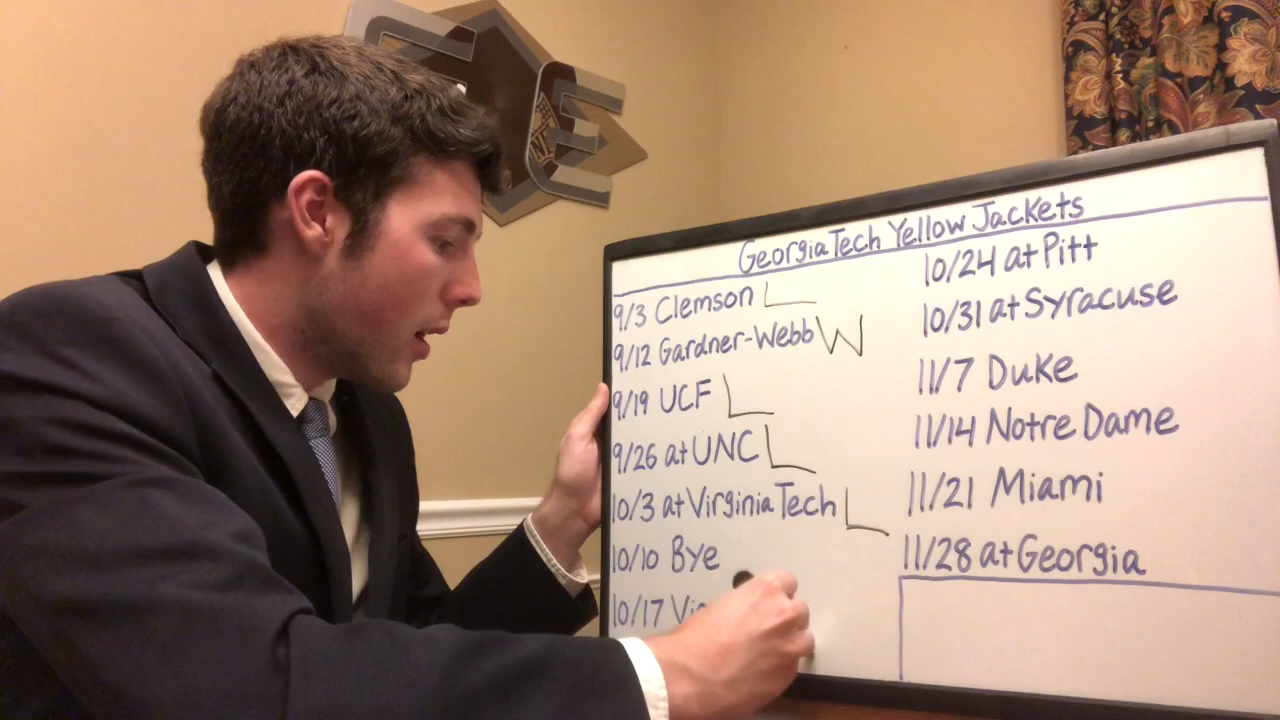 Georgia Tech Yellow Jackets
9/3 Clemson L
9/12 Gardner-Webb W
9/19 UCF L
9/26 at UNC L
10/3 at Virginia Tech L
10/10 Bye
10/17
10/24 at Pitt
10/31 at Syracuse
11/7 Duke
11/14 Notre Dame
11/21 Miami
11/28 at Georgia